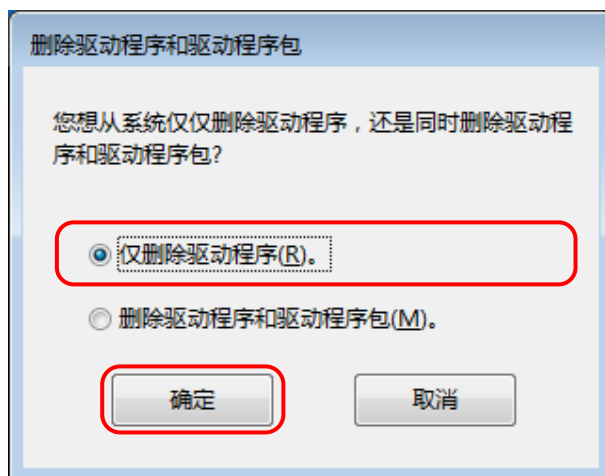 删除驱动程序和驱动程序包
您想从系统仅仅删除驱动程序，还是同时删除驱动程
序和驱动程序包?
仅删除驱动程序(R)。
删除驱动程序和驱动程序包(M)。
确定
取消